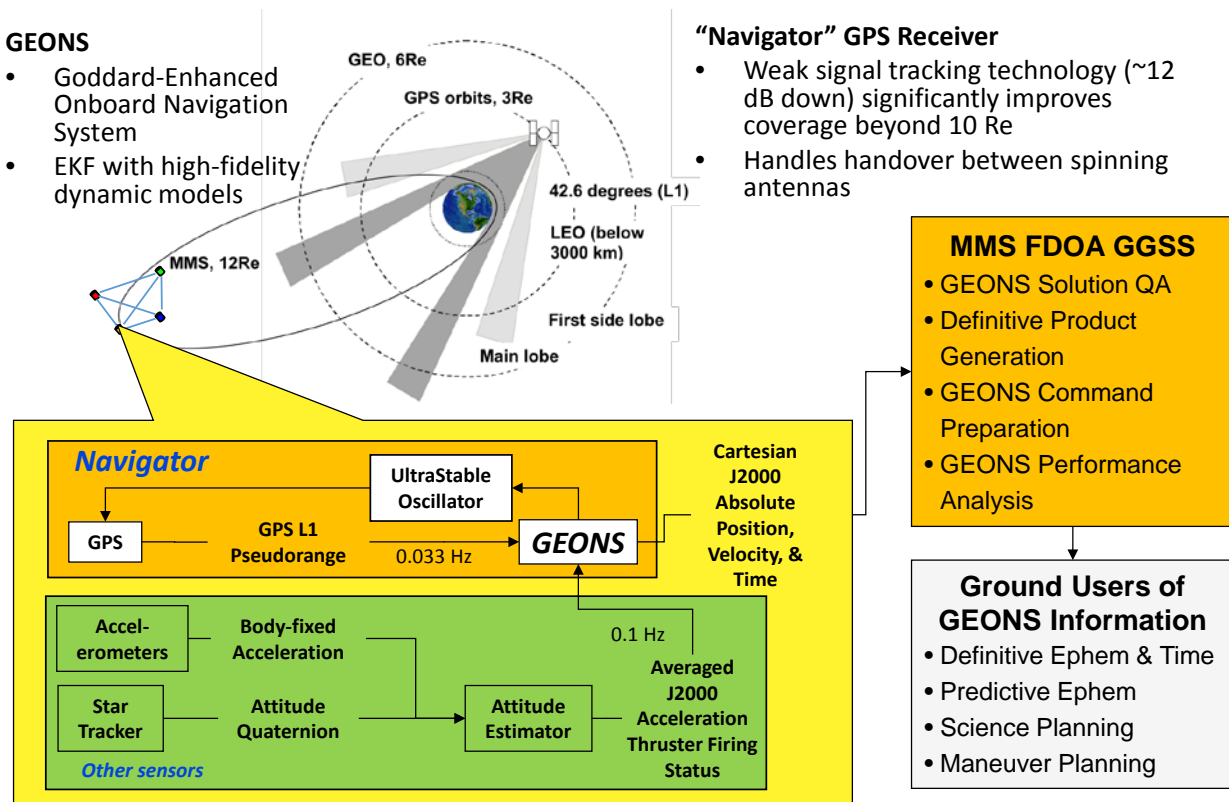 GEONS
• Goddard-Enhanced
Onboard Navigation
System
• EKF with high-fidelity
dynamic models
GEO, 6Re
GPS orbits, 3Re
42.6 degrees (L1)
LEO (below
3000 km)
MMS, 12Re
First side lobe
Main lobe
“Navigator” GPS Receiver
• Weak signal tracking technology (~12
dB down) significantly improves
coverage beyond 10 Re
• Handles handover between spinning
antennas
Navigator
UltraStable
Oscillator
GPS
GPS L1
Pseudorange
0.033 Hz
GEONS
Cartesian
J2000
Absolute
Position,
Velocity, &
Time
Accel-
erometers
Body-fixed
Acceleration
Star
Tracker
Attitude
Quaternion
Attitude
Estimator
0.1 Hz
Averaged
J2000
Acceleration
Thruster Firing
Status
Other sensors
MMS FDOA GGSS
• GEONS Solution QA
• Definitive Product
Generation
• GEONS Command
Preparation
• GEONS Performance
Analysis
Ground Users of
GEONS Information
• Definitive Ephem & Time
• Predictive Ephem
• Science Planning
• Maneuver Planning